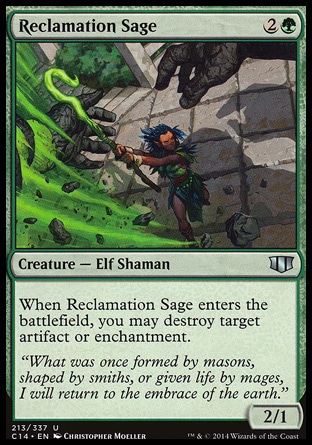 Reclamation Sage 2
Creature — Elf Shaman
When Reclamation Sage enters the
battlefield, you may destroy target
artifact or enchantment.
“What was once formed by masons,
shaped by smiths, or given life by mages,
I will return to the embrace of the earth.”
2/1
213/337 U
C14 • EN Christopher Moeller ™ & © 2014 Wizards of the Coast